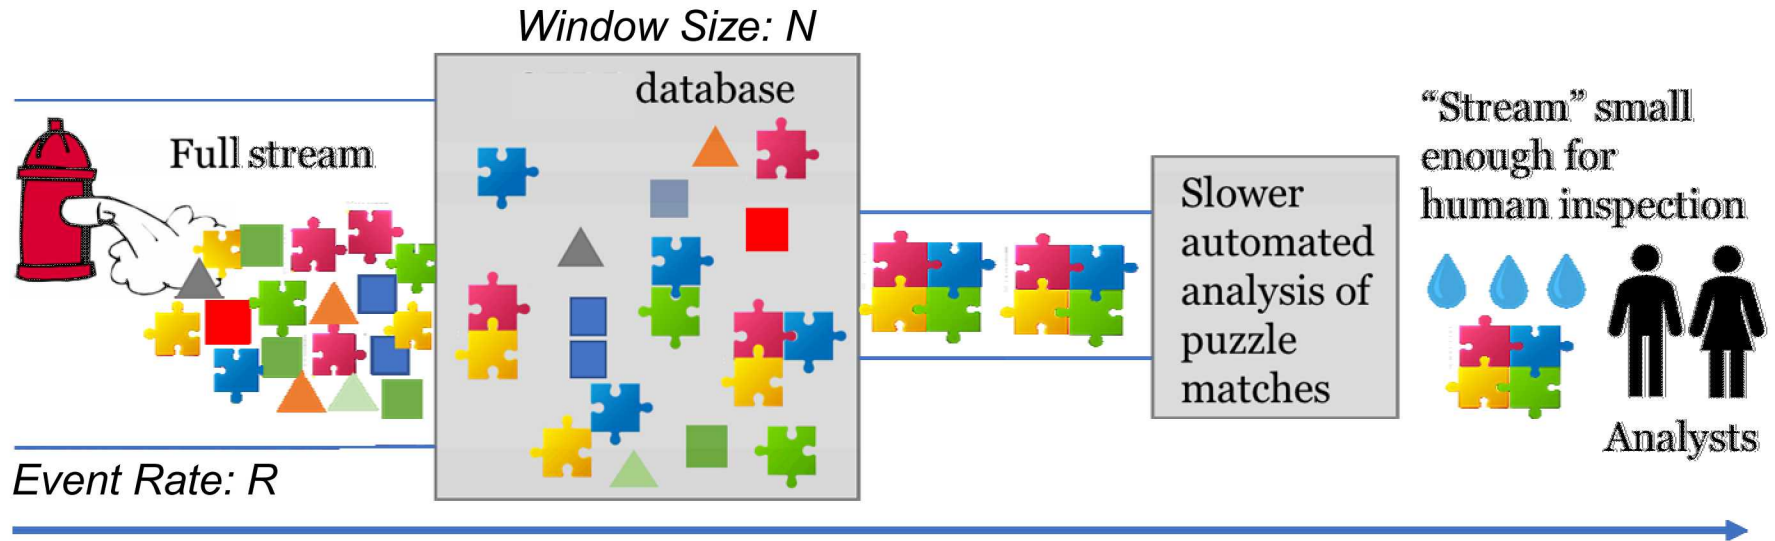 Window Size: N
database
Full stream
Event Rate: R
Slower
automated
analysis of
puzzle
matches
“Stream” small
enough for
human inspection
Analysts